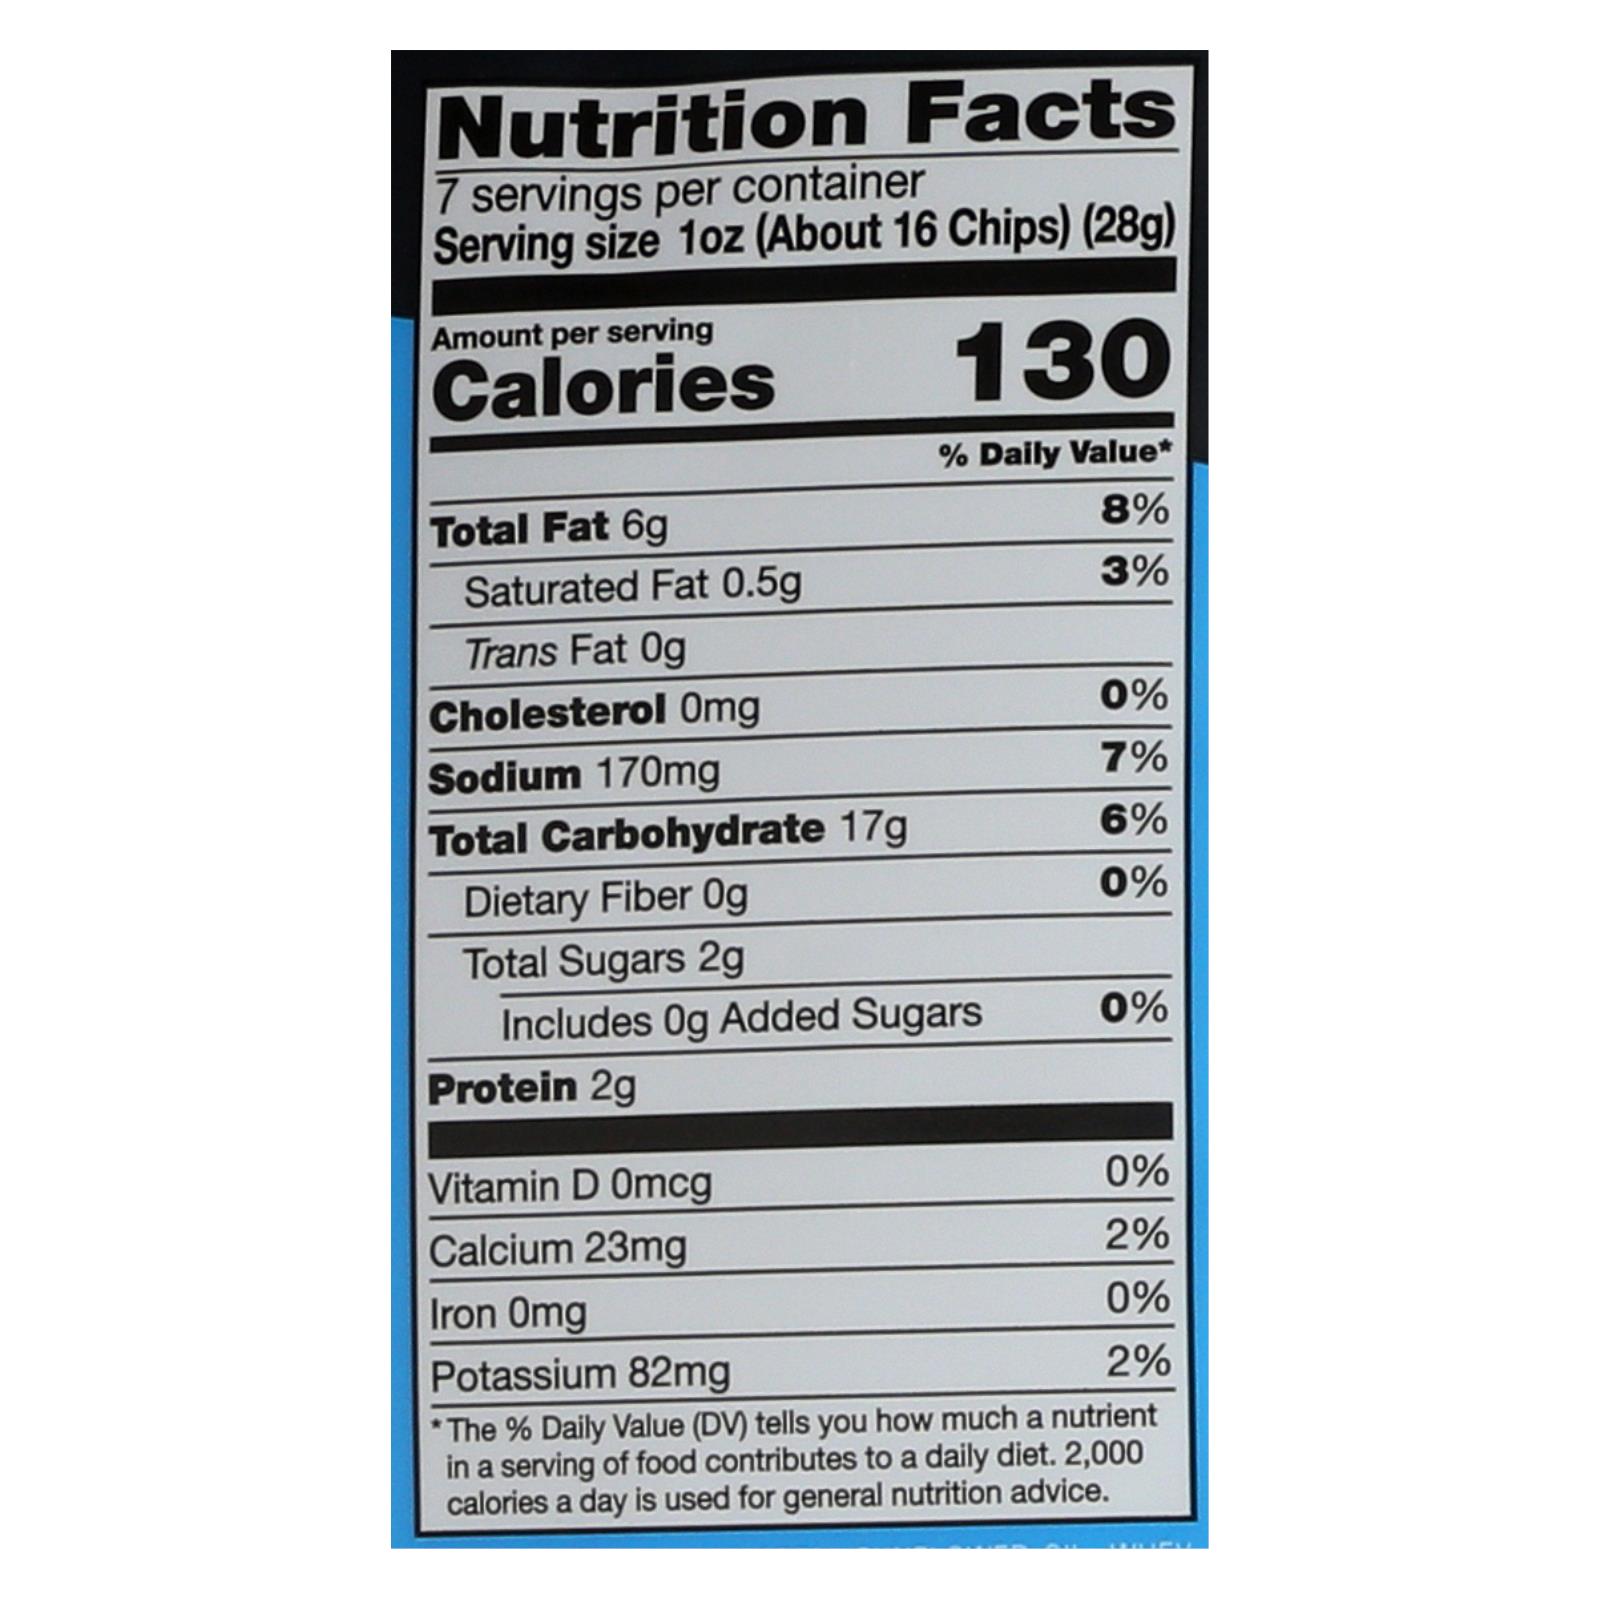 Nutrition Facts
7 servings per container
Serving size 1oz (About 16 Chips) (28g)
Amount per serving
Calories 130
% Daily Value*
Total Fat 6g 8%
Saturated Fat 0.5g 3%
Trans Fat 0g
Cholesterol 0mg 0%
Sodium 170mg 7%
Total Carbohydrate 17g 6%
Dietary Fiber 0g 0%
Total Sugars 2g
Includes 0g Added Sugars 0%
Protein 2g
Vitamin D 0mcg 0%
Calcium 23mg 2%
Iron 0mg 0%
Potassium 82mg 2%
* The % Daily Value (DV) tells you how much a nutrient
in a serving of food contributes to a daily diet. 2,000
calories a day is used for general nutrition advice.